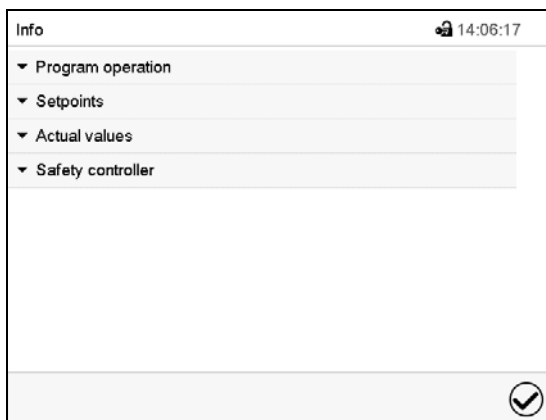 Info 14:06:17
Program operation
Setpoints
Actual values
Safety controller